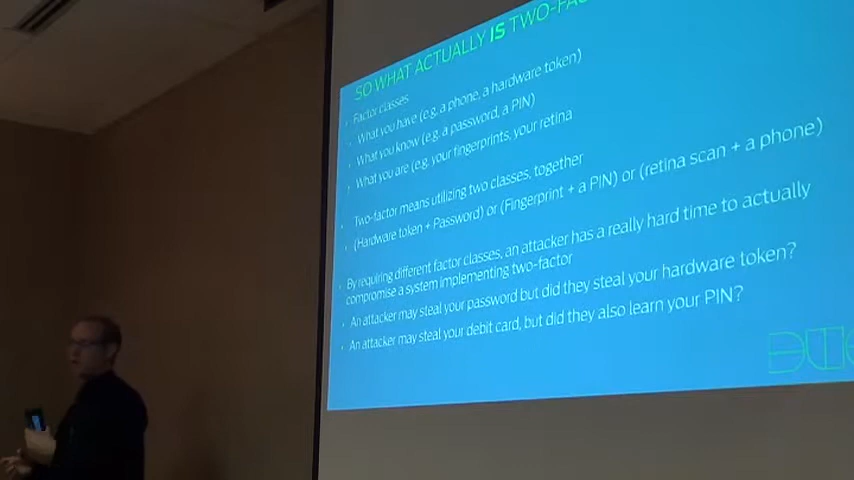 SO WHAT ACTUALLY IS TWO-FAC
Factor classes:
What you have (e.g. a phone, a hardware token)
What you know (e.g. a password, a PIN)
What you are (e.g. your fingerprints, your retina
Two-factor means utilizing two classes, together
(Hardware token + Password) or (Fingerprint + a PIN) or (retina scan + a phone)
By requiring different factor classes, an attacker has a really hard time to actually
compromise a system implementing two-factor
An attacker may steal your password but did they steal your hardware token?
An attacker may steal your debit card, but did they also learn your PIN?